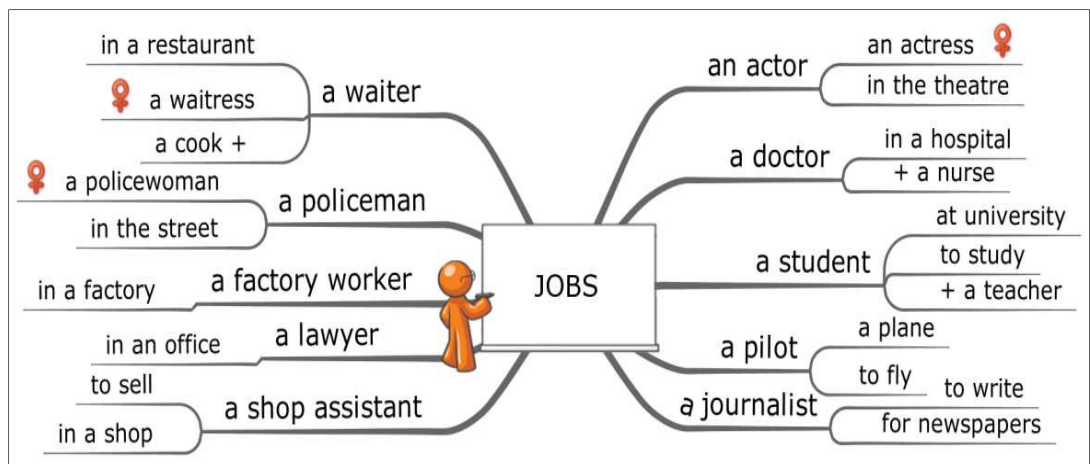 JOBS
a waiter
in a restaurant
a waitress
a cook +
a policeman
a policewoman
in the street
a factory worker
in a factory
a lawyer
in an office
a shop assistant
to sell
in a shop
an actor
an actress
in the theatre
a doctor
in a hospital
+ a nurse
a student
at university
to study
+ a teacher
a pilot
a plane
to fly
a journalist
to write
for newspapers